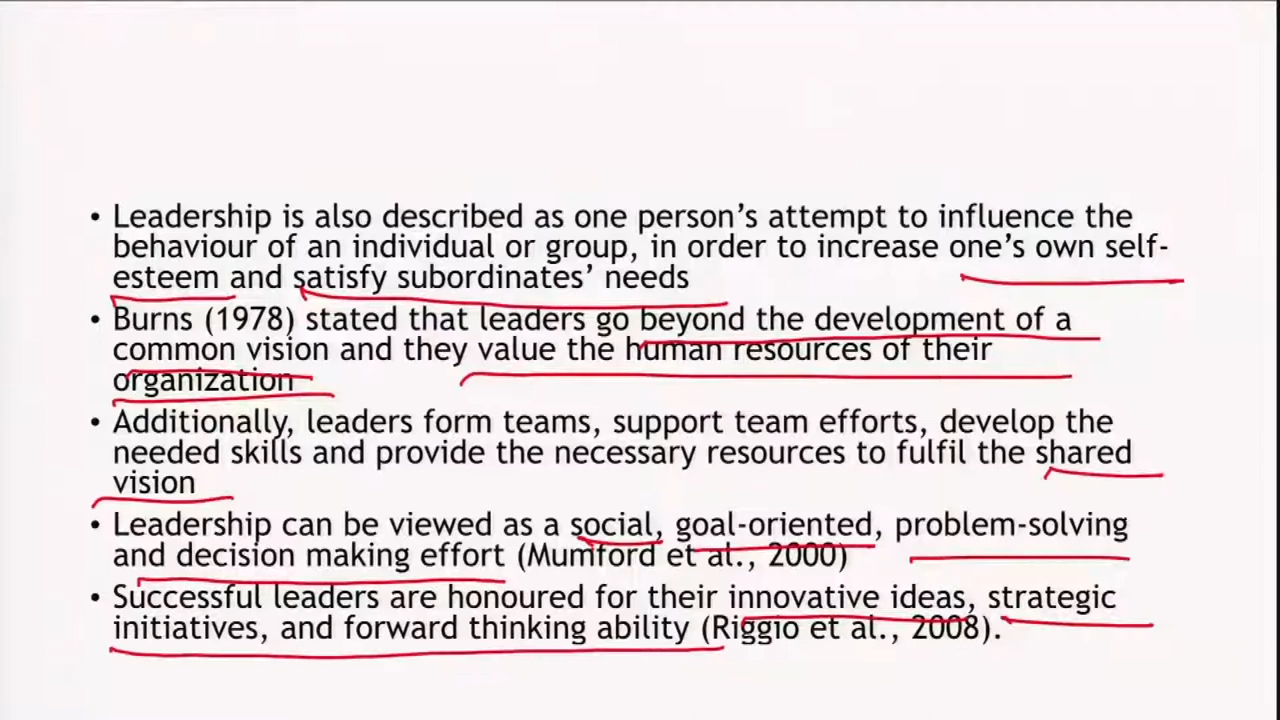 • Leadership is also described as one person’s attempt to influence the
behaviour of an individual or group, in order to increase one’s own self-
esteem and satisfy subordinates’ needs
• Burns (1978) stated that leaders go beyond the development of a
common vision and they value the human resources of their
organization
• Additionally, leaders form teams, support team efforts, develop the
needed skills and provide the necessary resources to fulfil the shared
vision
• Leadership can be viewed as a social, goal-oriented, problem-solving
and decision making effort (Mumford et al., 2000)
• Successful leaders are honoured for their innovative ideas, strategic
initiatives, and forward thinking ability (Riggio et al., 2008).